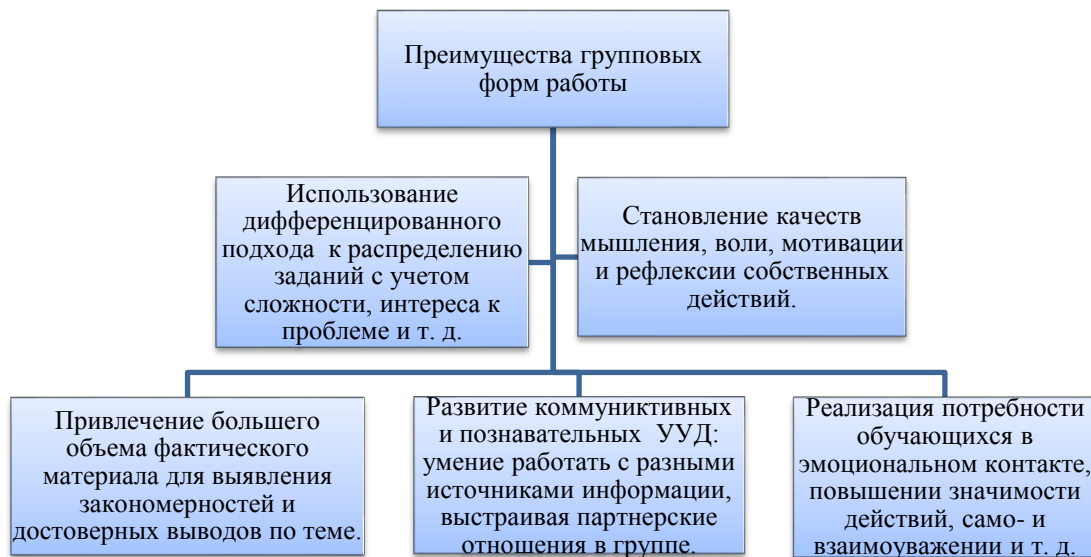 Преимущества групповых
форм работы
Использование
дифференцированного
подхода к распределению
заданий с учетом
сложности, интереса к
проблеме и т. д.
Становление качеств
мышления, воли, мотивации
и рефлексии собственных
действий.
Привлечение большего
объема фактического
материала для выявления
закономерностей и
достоверных выводов по теме.
Развитие коммуниктивных
и познавательных УУД:
умение работать с разными
источниками информации,
выстраивая партнерские
отношения в группе.
Реализация потребности
обучающихся в
эмоциональном контакте,
повышении значимости
действий, само- и
взаимоуважении и т. д.